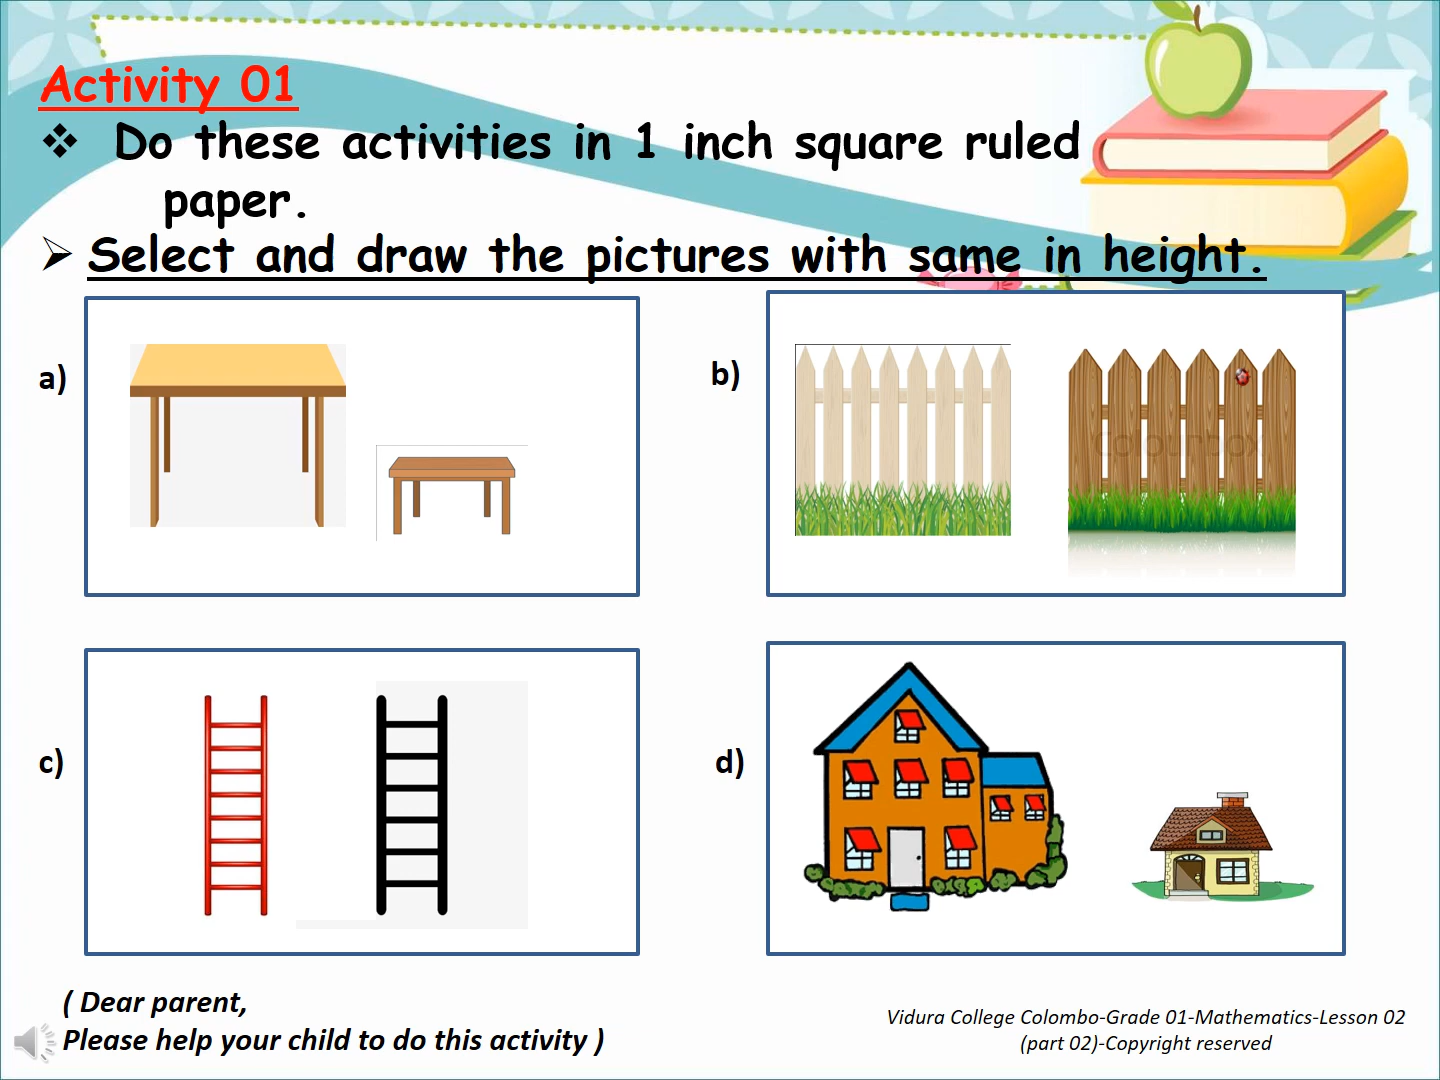 Activity 01
❖ Do these activities in 1 inch square ruled
paper.
➢ Select and draw the pictures with same in height.
a)
b)
Colourbox
c)
d)
( Dear parent,
Please help your child to do this activity )
Vidura College Colombo-Grade 01-Mathematics-Lesson 02
(part 02)-Copyright reserved